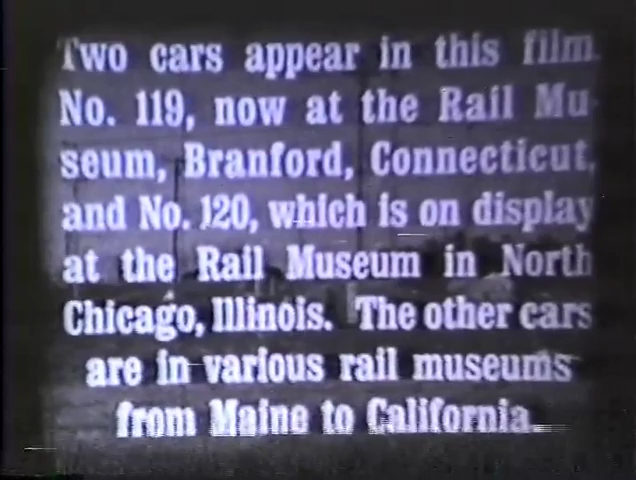 Two cars appear in this film.
No. 119, now at the Rail Mu-
seum, Branford, Connecticut,
and No. 120, which is on display
at the Rail Museum in North
Chicago, Illinois. The other cars
are in various rail museums
from Maine to California.